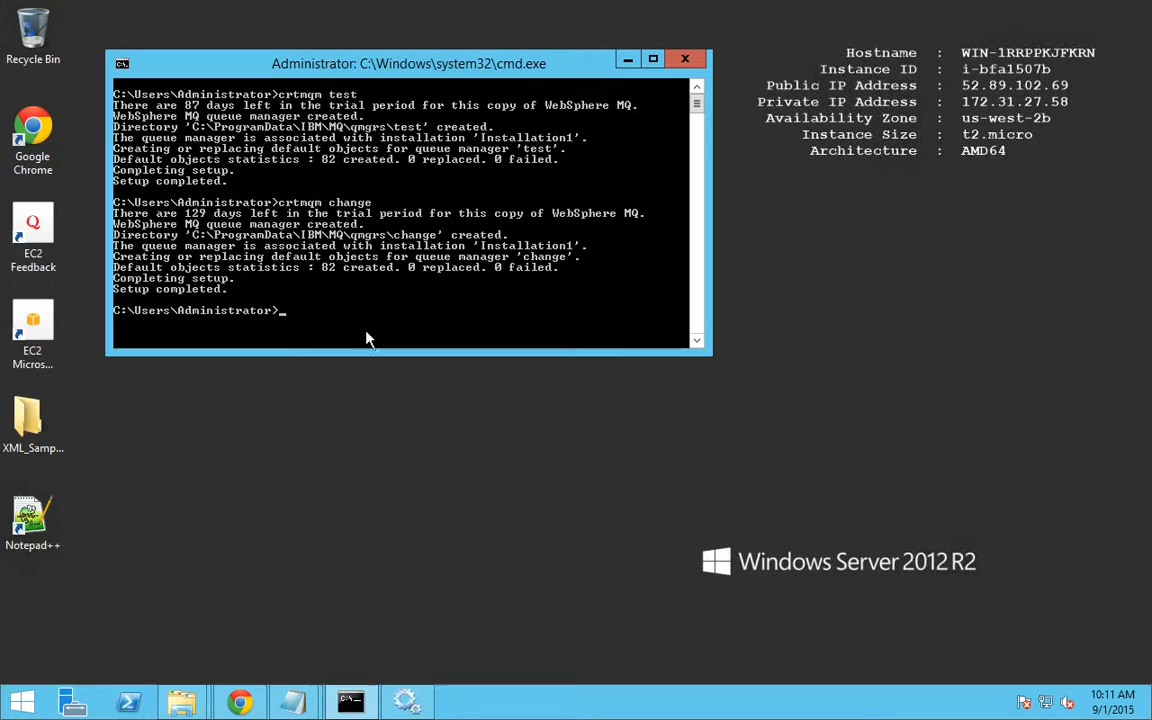 Recycle Bin
Google
Chrome
EC2
Feedback
EC2
Micros...
XML_Samp...
Notepad++
Administrator: C:\Windows\system32\cmd.exe
C:\Users\Administrator>crtmqm test
There are 87 days left in the trial period for this copy of WebSphere MQ.
WebSphere MQ queue manager created.
Directory 'C:\ProgramData\IBM\MQ\qmgrs\test' created.
The queue manager is associated with installation 'Installation1'.
Creating or replacing default objects for queue manager 'test'.
Default objects statistics : 82 created. 0 replaced. 0 failed.
Completing setup.
Setup completed.
C:\Users\Administrator>crtmqm change
There are 129 days left in the trial period for this copy of WebSphere MQ.
WebSphere MQ queue manager created.
Directory 'C:\ProgramData\IBM\MQ\qmgrs\change' created.
The queue manager is associated with installation 'Installation1'.
Creating or replacing default objects for queue manager 'change'.
Default objects statistics : 82 created. 0 replaced. 0 failed.
Completing setup.
Setup completed.
C:\Users\Administrator>_
Hostname : WIN-1RRPPKJFKRN
Instance ID : i-bfa1507b
Public IP Address : 52.89.102.69
Private IP Address : 172.31.27.58
Availability Zone : us-west-2b
Instance Size : t2.micro
Architecture : AMD64
Windows Server 2012 R2
10:11 AM
9/1/2015